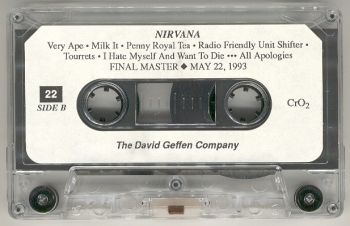 NIRVANA
Very Ape • Milk It • Penny Royal Tea • Radio Friendly Unit Shifter •
Tourrets • I Hate Myself And Want To Die ••• All Apologies
FINAL MASTER ◆ MAY 22, 1993
22
SIDE B
CrO₂
The David Geffen Company